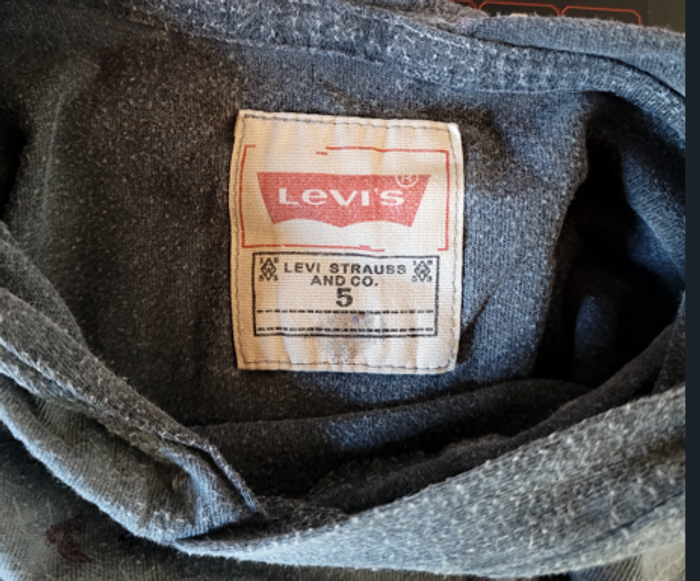 LEVI'S®
LEVI STRAUSS
AND CO.
5